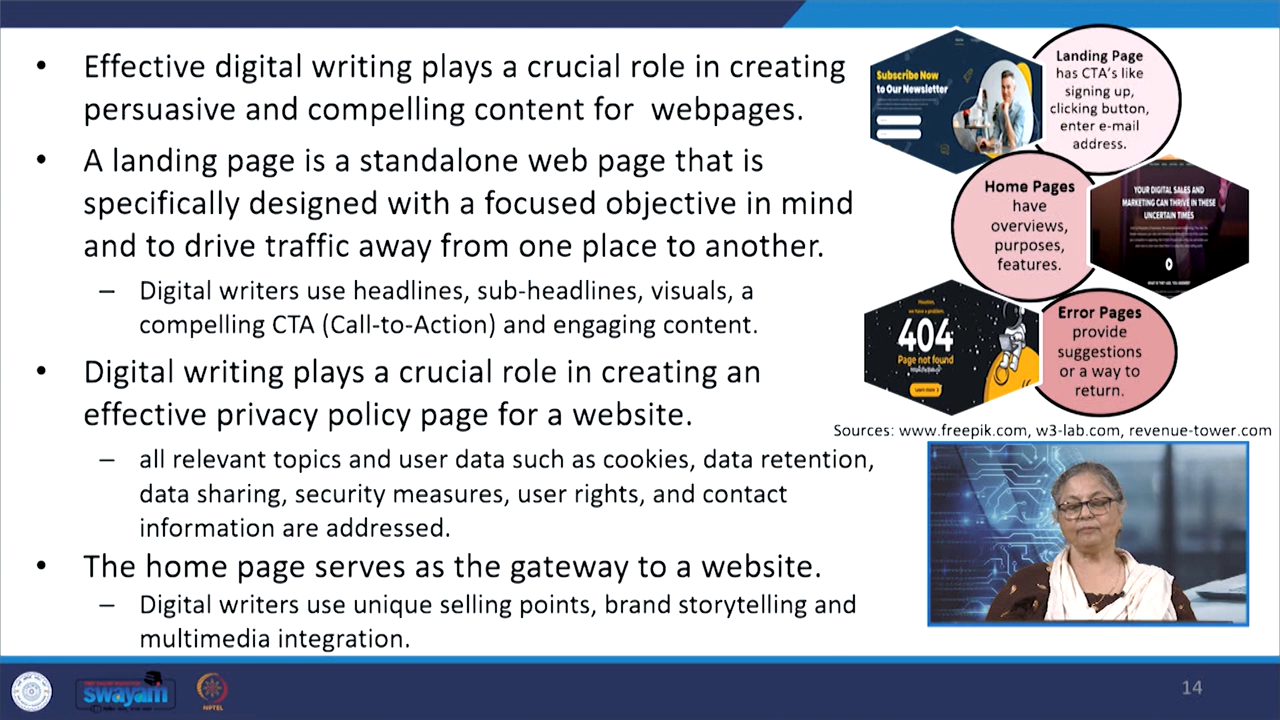 • Effective digital writing plays a crucial role in creating
persuasive and compelling content for webpages.
• A landing page is a standalone web page that is
specifically designed with a focused objective in mind
and to drive traffic away from one place to another.
– Digital writers use headlines, sub-headlines, visuals, a
compelling CTA (Call-to-Action) and engaging content.
• Digital writing plays a crucial role in creating an
effective privacy policy page for a website.
– all relevant topics and user data such as cookies, data retention,
data sharing, security measures, user rights, and contact
information are addressed.
• The home page serves as the gateway to a website.
– Digital writers use unique selling points, brand storytelling and
multimedia integration.
Subscribe Now
to Our Newsletter
Landing Page
has CTA's like
signing up,
clicking button,
enter e-mail
address.
Home Pages
have
overviews,
purposes,
features.
YOUR DIGITAL SALES AND
MARKETING CAN THRIVE IN THESE
UNCERTAIN TIMES
we have a problem.
404
Page not found
Learn more
Error Pages
provide
suggestions
or a way to
return.
Sources: www.freepik.com, w3-lab.com, revenue-tower.com
swayam
NPTEL
14